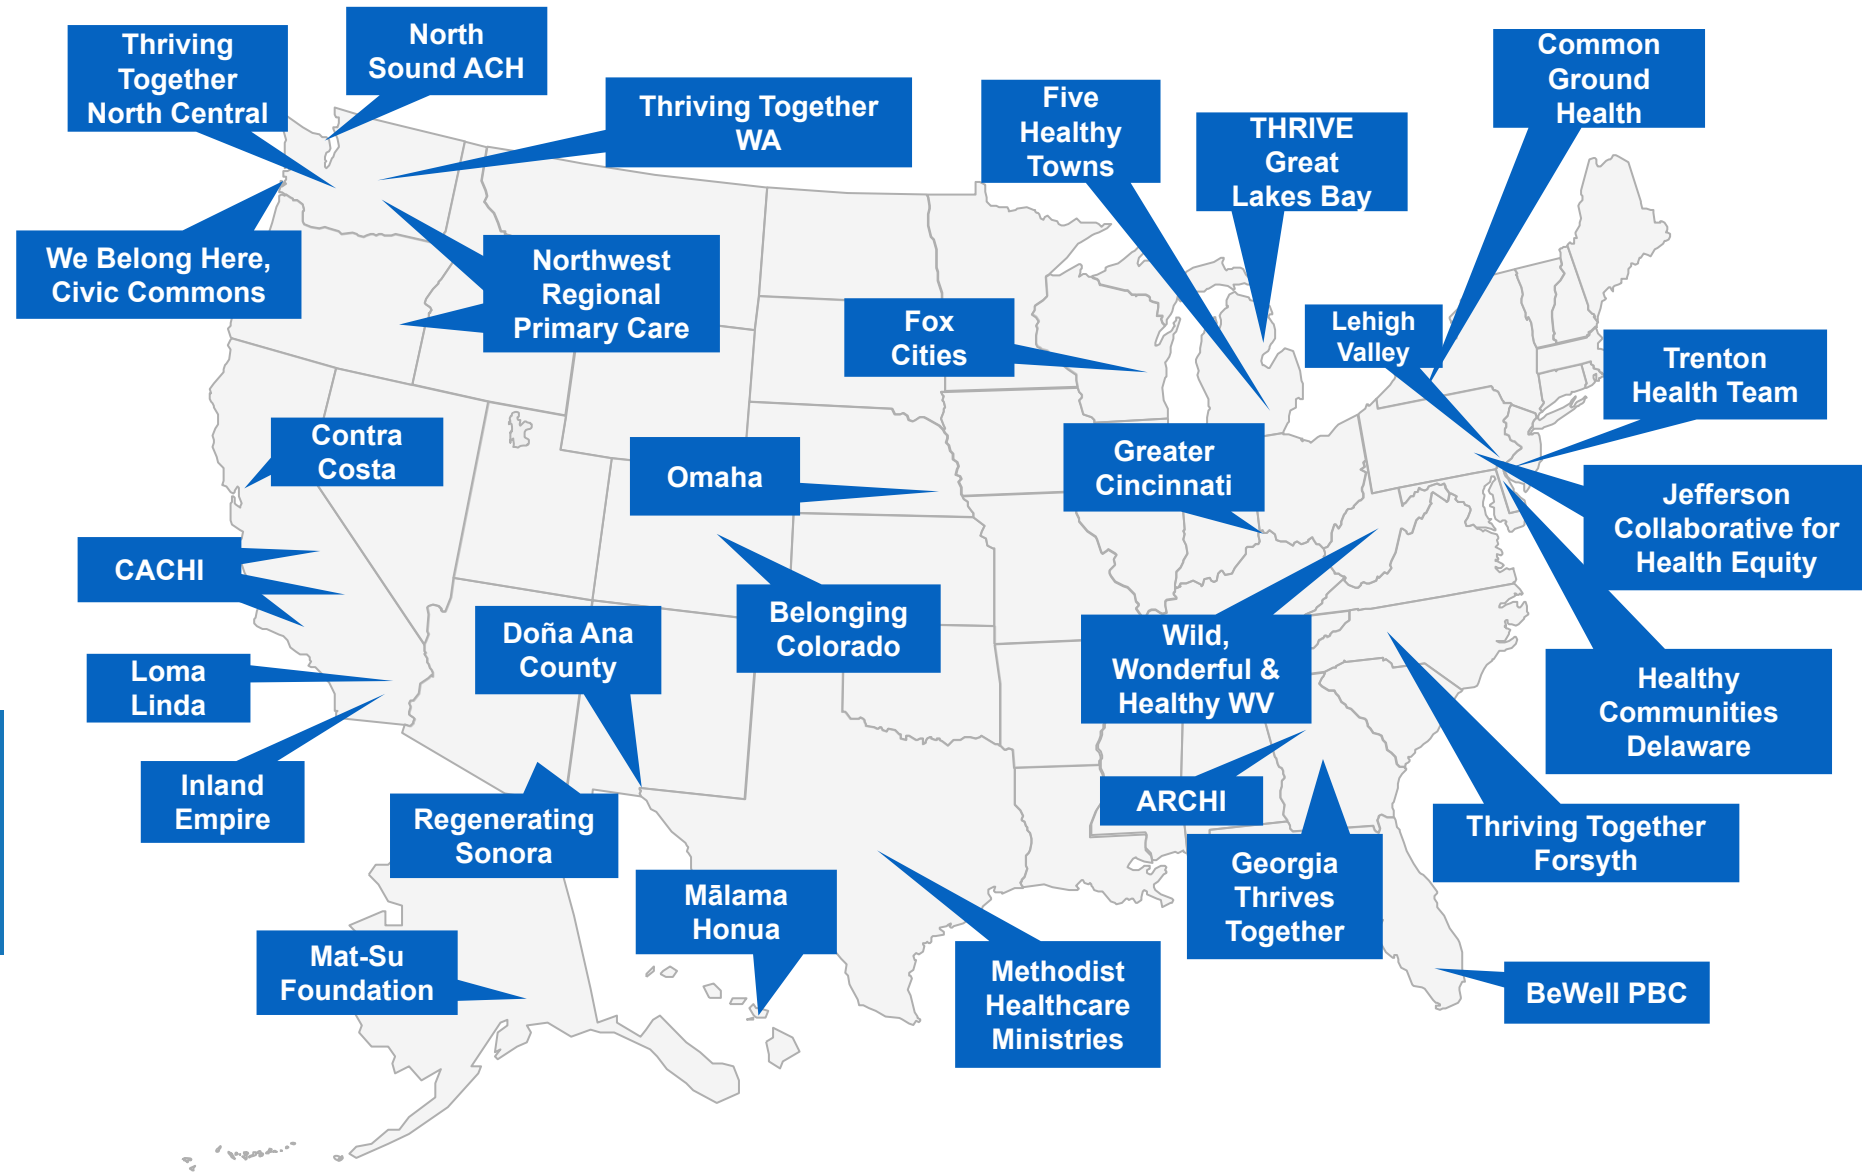 Thriving
Together
North Central
North
Sound ACH
Thriving Together
WA
Five
Healthy
Towns
THRIVE
Great
Lakes Bay
Common
Ground
Health
We Belong Here,
Civic Commons
Northwest
Regional
Primary Care
Fox
Cities
Lehigh
Valley
Trenton
Health Team
Contra
Costa
Omaha
Greater
Cincinnati
Jefferson
Collaborative for
Health Equity
CACHI
Belonging
Colorado
Doña Ana
County
Wild,
Wonderful &
Healthy WV
Healthy
Communities
Delaware
Loma
Linda
Inland
Empire
Regenerating
Sonora
ARCHI
Thriving Together
Forsyth
Georgia
Thrives
Together
Mālama
Honua
Mat-Su
Foundation
Methodist
Healthcare
Ministries
BeWell PBC